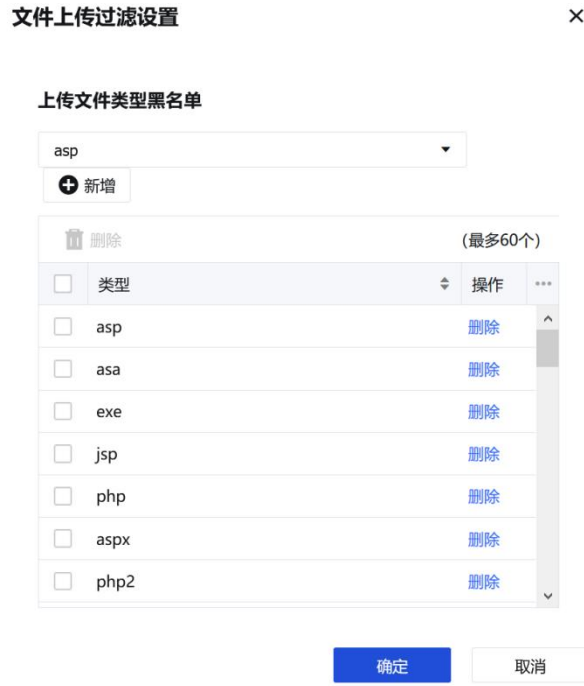 文件上传过滤设置
上传文件类型黑名单
asp
新增
删除 (最多60个)
类型 操作
asp 删除
asa 删除
exe 删除
jsp 删除
php 删除
aspx 删除
php2 删除
确定 取消